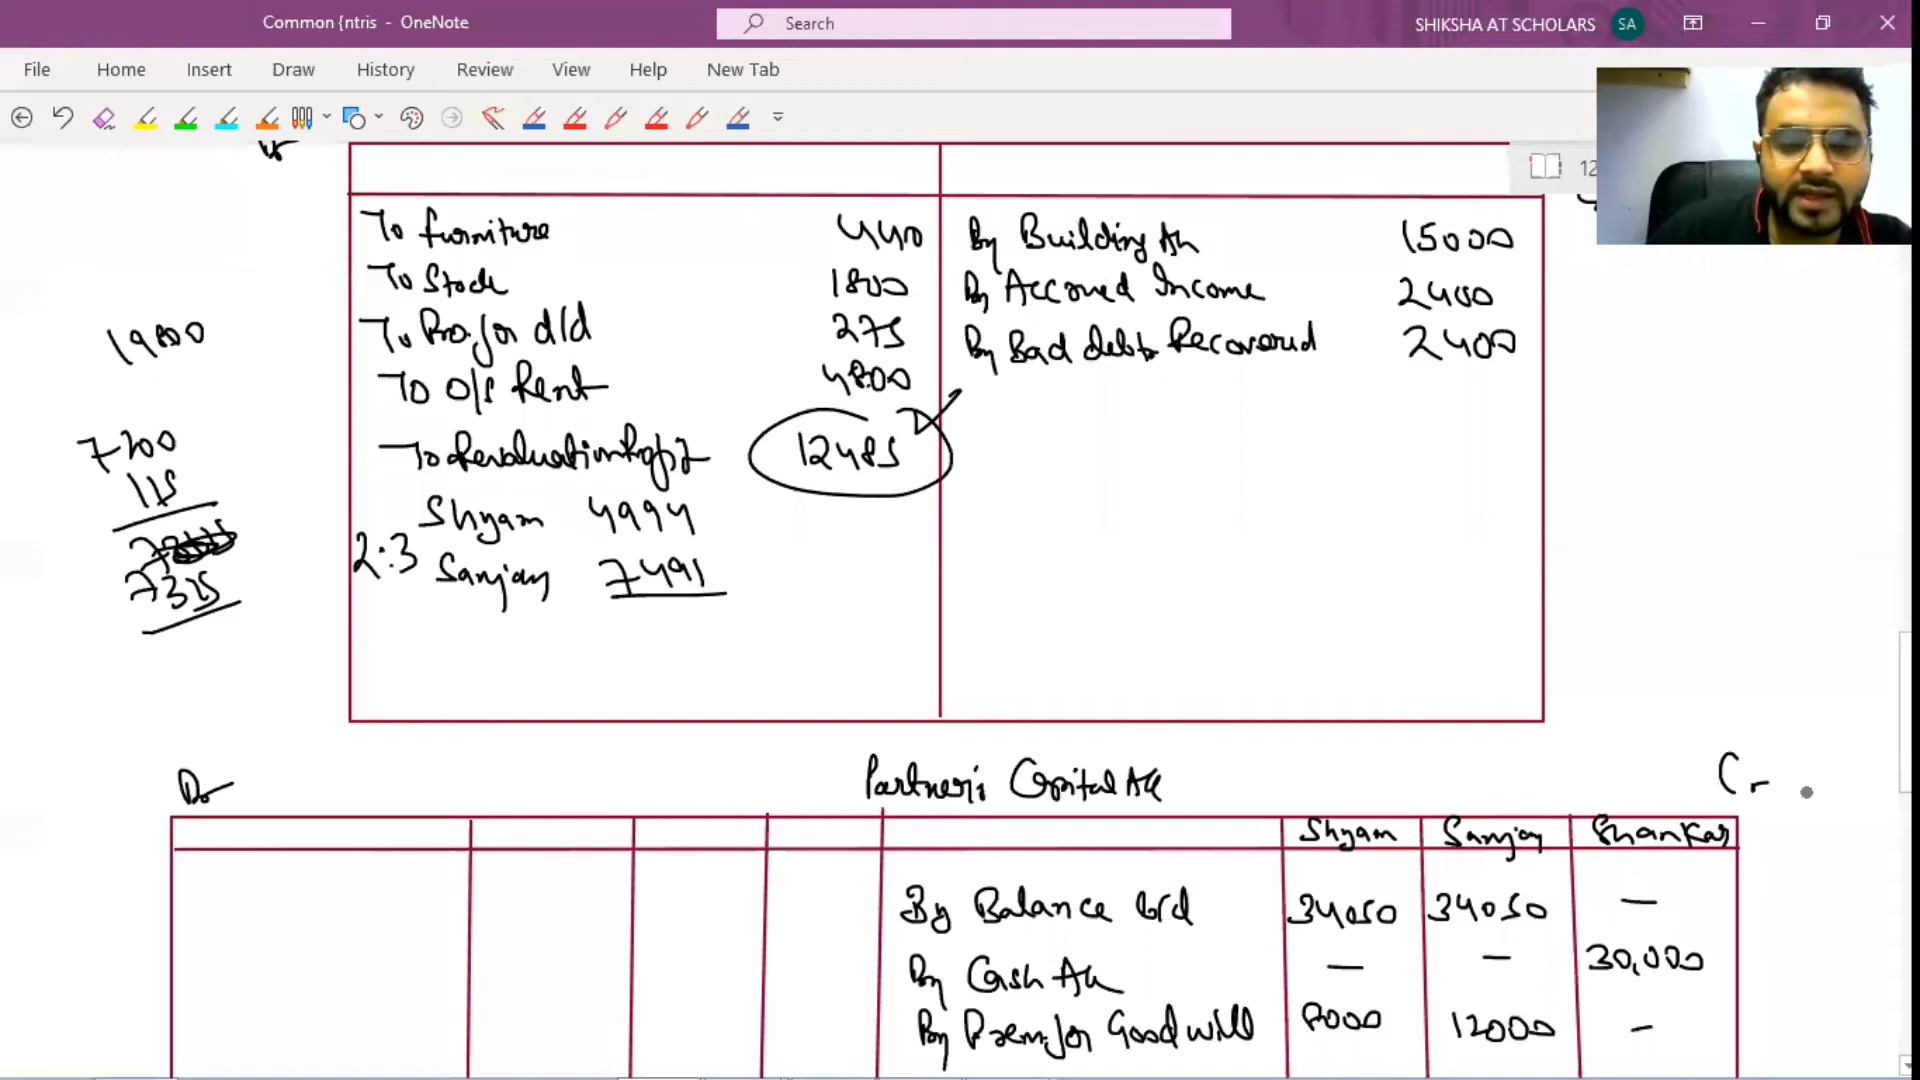 Common {ntris - OneNote
Search
SHIKSHA AT SCHOLARS SA
File Home Insert Draw History Review View Help New Tab
Dr
12
To furniture 440
To Stock 1800
To Pro. for d/d 275
To O/S Rent 4800
To Revaluation Profit 12485
Shyam 4994
2:3 Sanjay 7491
By Building A/c 15000
By Accrued Income 2400
By Bad debts Recovered 2400
19800
7200
115
7315
Dr Partner's Capital A/c Cr
Shyam Sanjay Shankar
By Balance b/d 34050 34050 —
By Cash A/c — — 30,000
By Prem. for Goodwill 8000 12000 —